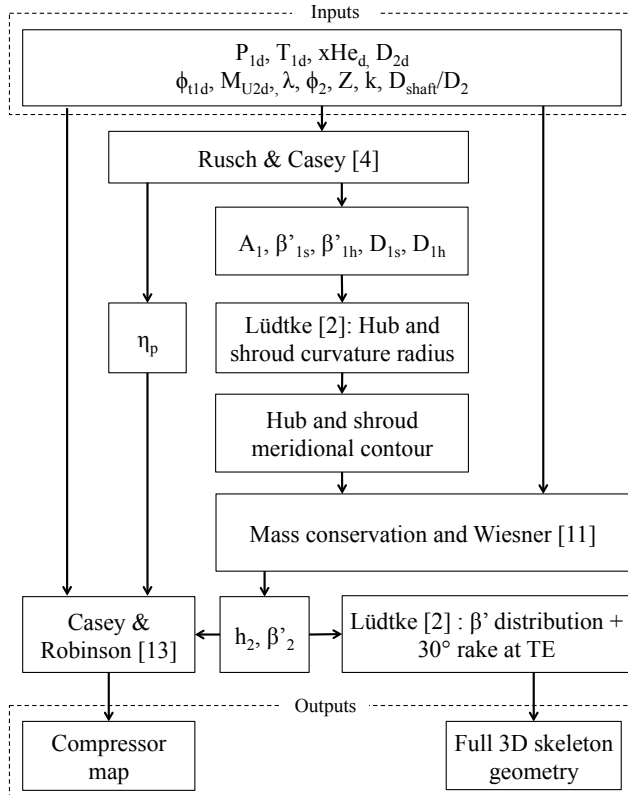 Inputs
P1d, T1d, xHed, D2d
ϕt1d, MU2d, λ, ϕ2, Z, k, Dshaft/D2
Rusch & Casey [4]
A1, β’1s, β’1h, D1s, D1h
ηp
Lüdtke [2]: Hub and
shroud curvature radius
Hub and shroud
meridional contour
Mass conservation and Wiesner [11]
Casey &
Robinson [13]
h2, β’2
Lüdtke [2] : β’ distribution +
30° rake at TE
Outputs
Compressor
map
Full 3D skeleton
geometry